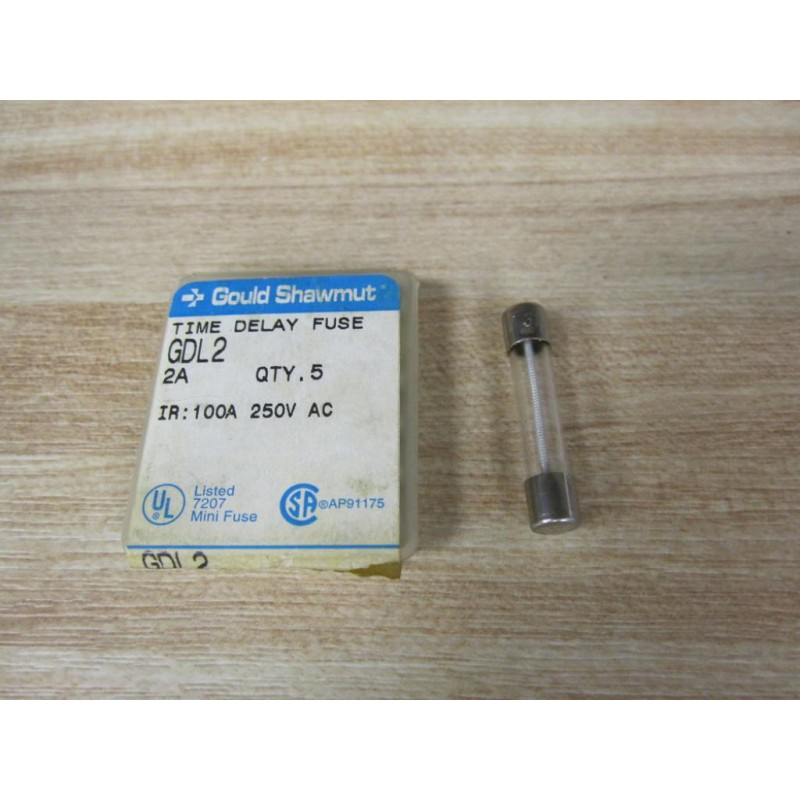 Gould Shawmut
TIME DELAY FUSE
GDL2
2A QTY.5
IR:100A 250V AC
UL ® Listed
7207
Mini Fuse
SA ® AP91175
GDL2